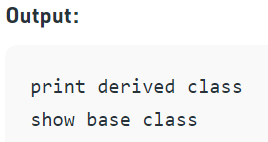 Output:
print derived class
show base class